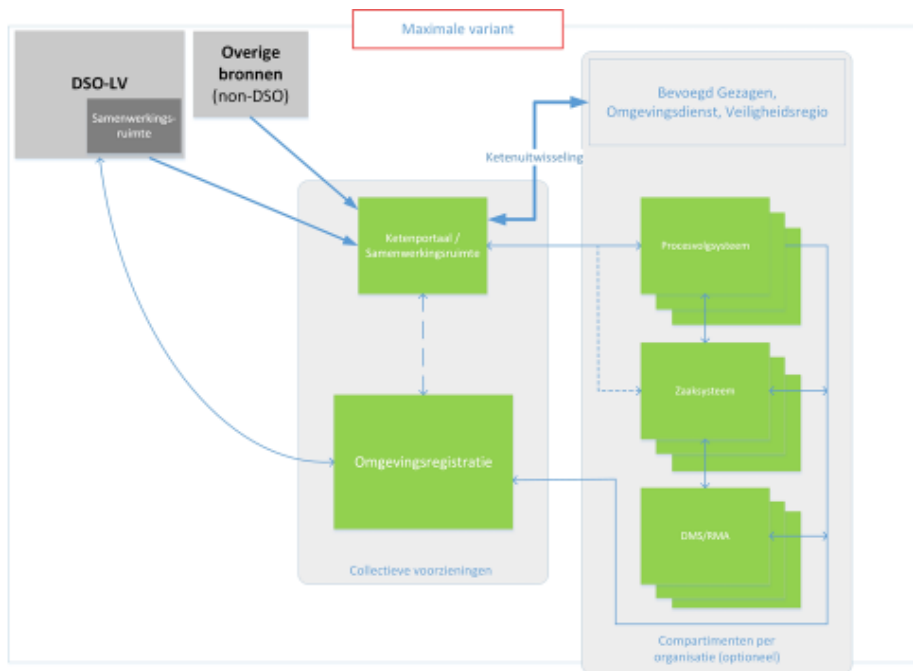 Maximale variant
DSO-LV
Samenwerkings-
ruimte
Overige
bronnen
(non-DSO)
Bevoegd Gezagen,
Omgevingsdienst, Veiligheidsregio
Ketenuitwisseling
Ketenportaal /
Samenwerkingsruimte
Procesvolgsysteem
Zaaksysteem
Omgevingsregistratie
DMS/RMA
Collectieve voorzieningen
Compartimenten per
organisatie (optioneel)